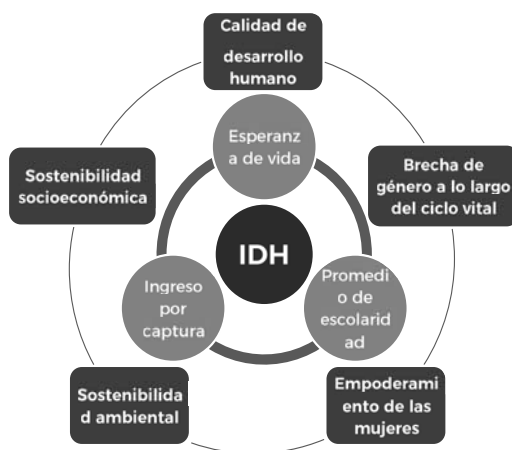 Calidad de
desarrollo
humano
Esperanz
a de vida
Sostenibilidad
socioeconómica
Brecha de
género a lo largo
del ciclo vital
IDH
Ingreso
por
captura
Promedi
o de
escolarid
ad
Sostenibilida
d ambiental
Empoderami
ento de las
mujeres